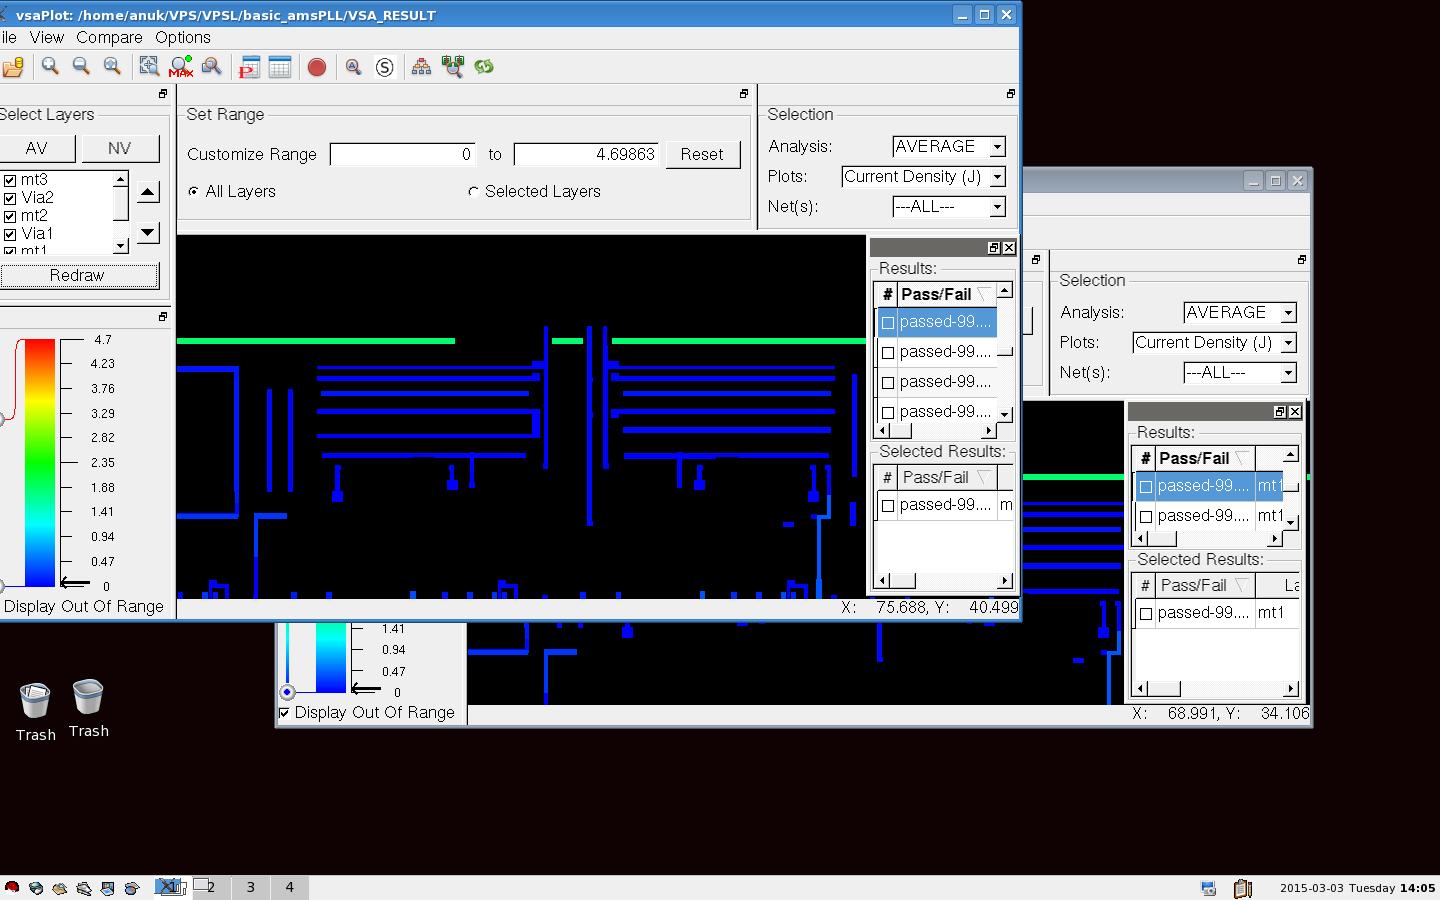 vsaPlot: /home/anuk/VPS/VPSL/basic_amsPLL/VSA_RESULT
ile View Compare Options
MAX
P
S
Select Layers
AV NV
mt3
Via2
mt2
Via1
mt1
Redraw
Set Range
Customize Range 0 to 4.69863 Reset
All Layers Selected Layers
Selection
Analysis: AVERAGE
Plots: Current Density (J)
Net(s): ---ALL---
4.7
4.23
3.76
3.29
2.82
2.35
1.88
1.41
0.94
0.47
0
Display Out Of Range
Results:
# Pass/Fail
passed-99....
passed-99....
passed-99....
passed-99....
Selected Results:
# Pass/Fail
passed-99.... m
X: 75.688, Y: 40.499
Selection
Analysis: AVERAGE
Plots: Current Density (J)
Net(s): ---ALL---
Results:
# Pass/Fail
passed-99.... mt1
passed-99.... mt1
Selected Results:
# Pass/Fail La
passed-99.... mt1
1.41
0.94
0.47
0
Display Out Of Range
X: 68.991, Y: 34.106
Trash
Trash
1 2 3 4
2015-03-03 Tuesday 14:05